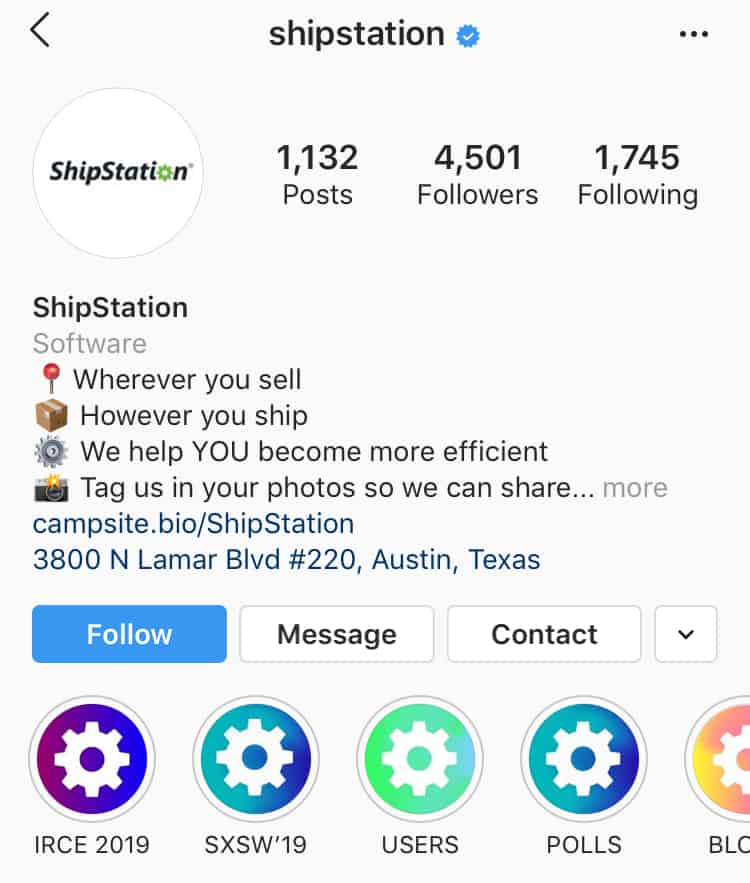 shipstation
ShipStation®
1,132 4,501 1,745
Posts Followers Following
ShipStation
Software
Wherever you sell
However you ship
We help YOU become more efficient
Tag us in your photos so we can share... more
campsite.bio/ShipStation
3800 N Lamar Blvd #220, Austin, Texas
Follow Message Contact
IRCE 2019 SXSW'19 USERS POLLS BLO